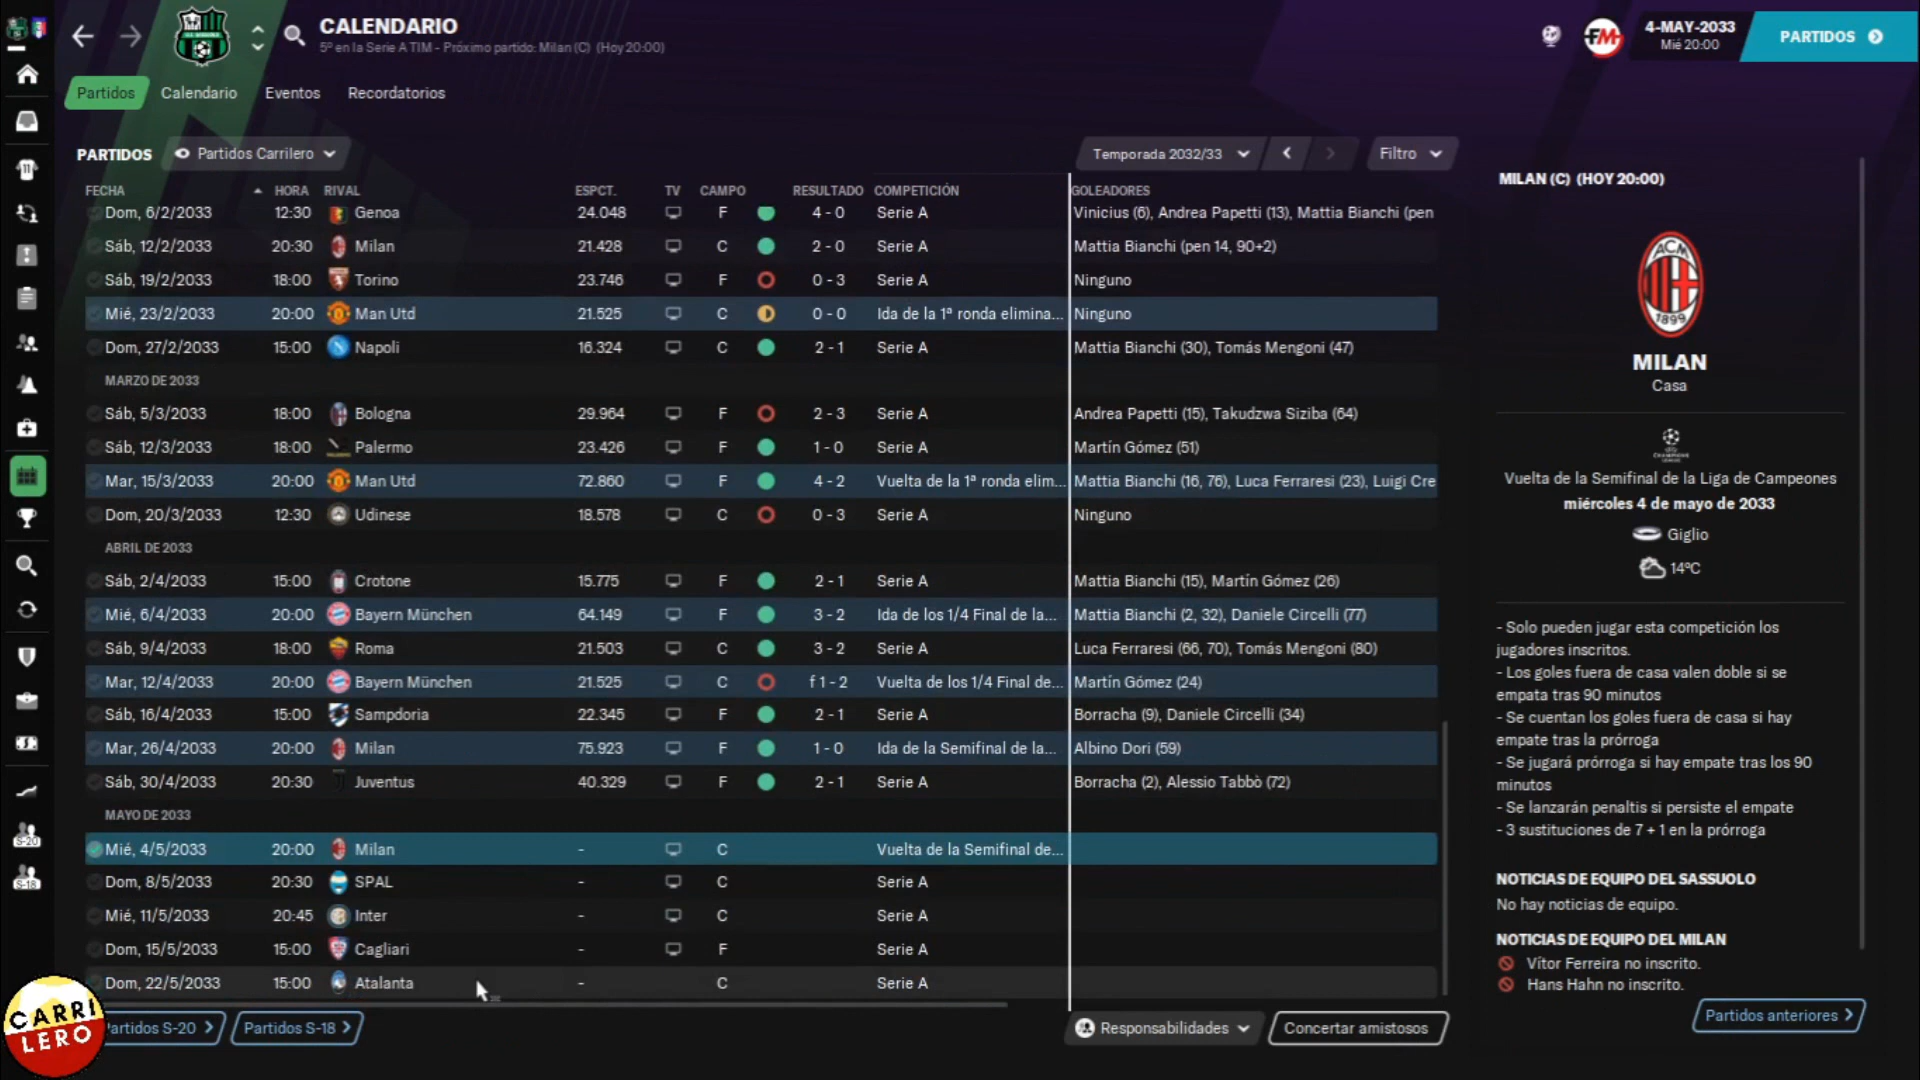 CALENDARIO
5º en la Serie A TIM - Próximo partido: Milan (C) (Hoy 20:00)
FM
4-MAY-2033
Mié 20:00
PARTIDOS
Partidos
Calendario
Eventos
Recordatorios
PARTIDOS
Partidos Carrilero
Temporada 2032/33
Filtro
FECHA HORA RIVAL ESPCT. TV CAMPO RESULTADO COMPETICIÓN GOLEADORES
Dom, 6/2/2033 12:30 Genoa 24.048 F 4 - 0 Serie A Vinicius (6), Andrea Papetti (13), Mattia Bianchi (pen
Sáb, 12/2/2033 20:30 Milan 21.428 C 2 - 0 Serie A Mattia Bianchi (pen 14, 90+2)
Sáb, 19/2/2033 18:00 Torino 23.746 F 0 - 3 Serie A Ninguno
Mié, 23/2/2033 20:00 Man Utd 21.525 C 0 - 0 Ida de la 1ª ronda elimina... Ninguno
Dom, 27/2/2033 15:00 Napoli 16.324 C 2 - 1 Serie A Mattia Bianchi (30), Tomás Mengoni (47)
MARZO DE 2033
Sáb, 5/3/2033 18:00 Bologna 29.964 F 2 - 3 Serie A Andrea Papetti (15), Takudzwa Siziba (64)
Sáb, 12/3/2033 18:00 Palermo 23.426 F 1 - 0 Serie A Martín Gómez (51)
Mar, 15/3/2033 20:00 Man Utd 72.860 F 4 - 2 Vuelta de la 1ª ronda elim... Mattia Bianchi (16, 76), Luca Ferraresi (23), Luigi Cre
Dom, 20/3/2033 12:30 Udinese 18.578 C 0 - 3 Serie A Ninguno
ABRIL DE 2033
Sáb, 2/4/2033 15:00 Crotone 15.775 F 2 - 1 Serie A Mattia Bianchi (15), Martín Gómez (26)
Mié, 6/4/2033 20:00 Bayern München 64.149 F 3 - 2 Ida de los 1/4 Final de la... Mattia Bianchi (2, 32), Daniele Circelli (77)
Sáb, 9/4/2033 18:00 Roma 21.503 C 3 - 2 Serie A Luca Ferraresi (66, 70), Tomás Mengoni (80)
Mar, 12/4/2033 20:00 Bayern München 21.525 C f 1 - 2 Vuelta de los 1/4 Final de... Martín Gómez (24)
Sáb, 16/4/2033 15:00 Sampdoria 22.345 F 2 - 1 Serie A Borracha (9), Daniele Circelli (34)
Mar, 26/4/2033 20:00 Milan 75.923 F 1 - 0 Ida de la Semifinal de la... Albino Dori (59)
Sáb, 30/4/2033 20:30 Juventus 40.329 F 2 - 1 Serie A Borracha (2), Alessio Tabbò (72)
MAYO DE 2033
Mié, 4/5/2033 20:00 Milan - C Vuelta de la Semifinal de...
Dom, 8/5/2033 20:30 SPAL - C Serie A
Mié, 11/5/2033 20:45 Inter - C Serie A
Dom, 15/5/2033 15:00 Cagliari - F Serie A
Dom, 22/5/2033 15:00 Atalanta - C Serie A
S-20
S-18
CARRI
LERO
artidos S-20
Partidos S-18
Responsabilidades
Concertar amistosos
MILAN (C) (HOY 20:00)
ACM
1899
MILAN
Casa
Vuelta de la Semifinal de la Liga de Campeones
miércoles 4 de mayo de 2033
Giglio
14ºC
- Solo pueden jugar esta competición los
jugadores inscritos.
- Los goles fuera de casa valen doble si se
empata tras 90 minutos
- Se cuentan los goles fuera de casa si hay
empate tras la prórroga
- Se jugará prórroga si hay empate tras los 90
minutos
- Se lanzarán penaltis si persiste el empate
- 3 sustituciones de 7 + 1 en la prórroga
NOTICIAS DE EQUIPO DEL SASSUOLO
No hay noticias de equipo.
NOTICIAS DE EQUIPO DEL MILAN
Vítor Ferreira no inscrito.
Hans Hahn no inscrito.
Partidos anteriores